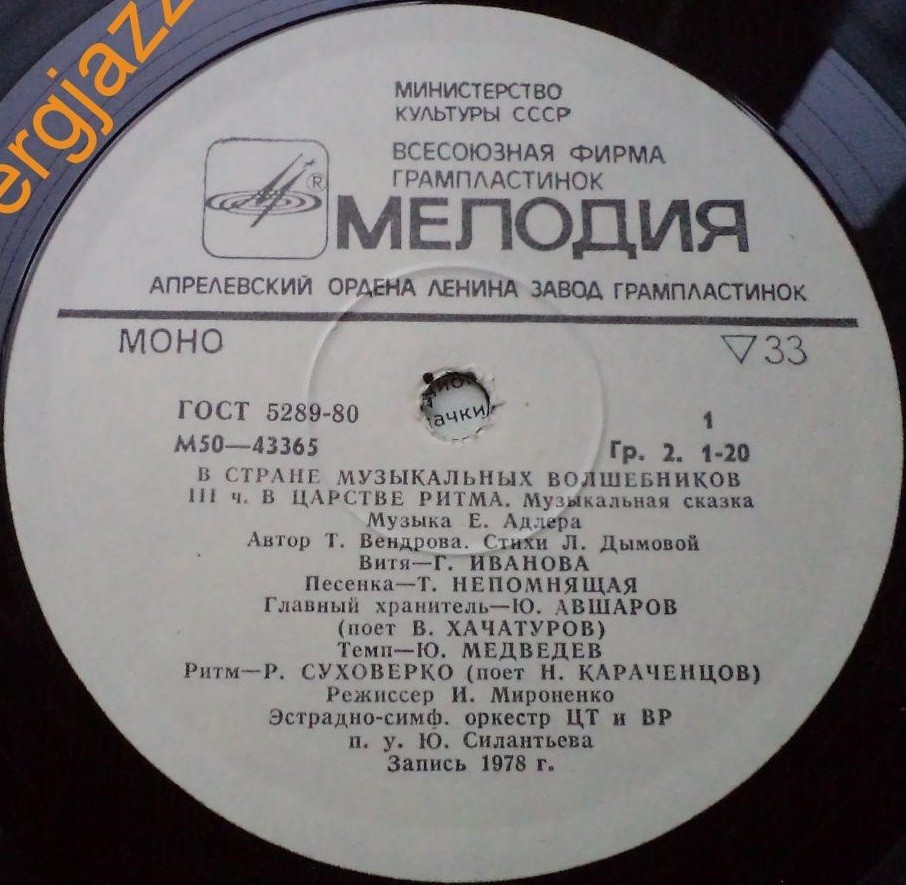 ergjazz
МИНИСТЕРСТВО
КУЛЬТУРЫ СССР
ВСЕСОЮЗНАЯ ФИРМА
ГРАМПЛАСТИНОК
®
МЕЛОДИЯ
АПРЕЛЕВСКИЙ ОРДЕНА ЛЕНИНА ЗАВОД ГРАМПЛАСТИНОК
МОНО ▽33
ГОСТ 5289-80
1
М50—43365 Гр. 2. 1-20
В СТРАНЕ МУЗЫКАЛЬНЫХ ВОЛШЕБНИКОВ
III ч. В ЦАРСТВЕ РИТМА. Музыкальная сказка
Музыка Е. Адлера
Автор Т. Вендрова. Стихи Л. Дымовой
Витя—Г. ИВАНОВА
Песенка—Т. НЕПОМНЯЩАЯ
Главный хранитель—Ю. АВШАРОВ
(поет В. ХАЧАТУРОВ)
Темп—Ю. МЕДВЕДЕВ
Ритм—Р. СУХОВЕРКО (поет Н. КАРАЧЕНЦОВ)
Режиссер И. Мироненко
Эстрадно-симф. оркестр ЦТ и ВР
п. у. Ю. Силантьева
Запись 1978 г.